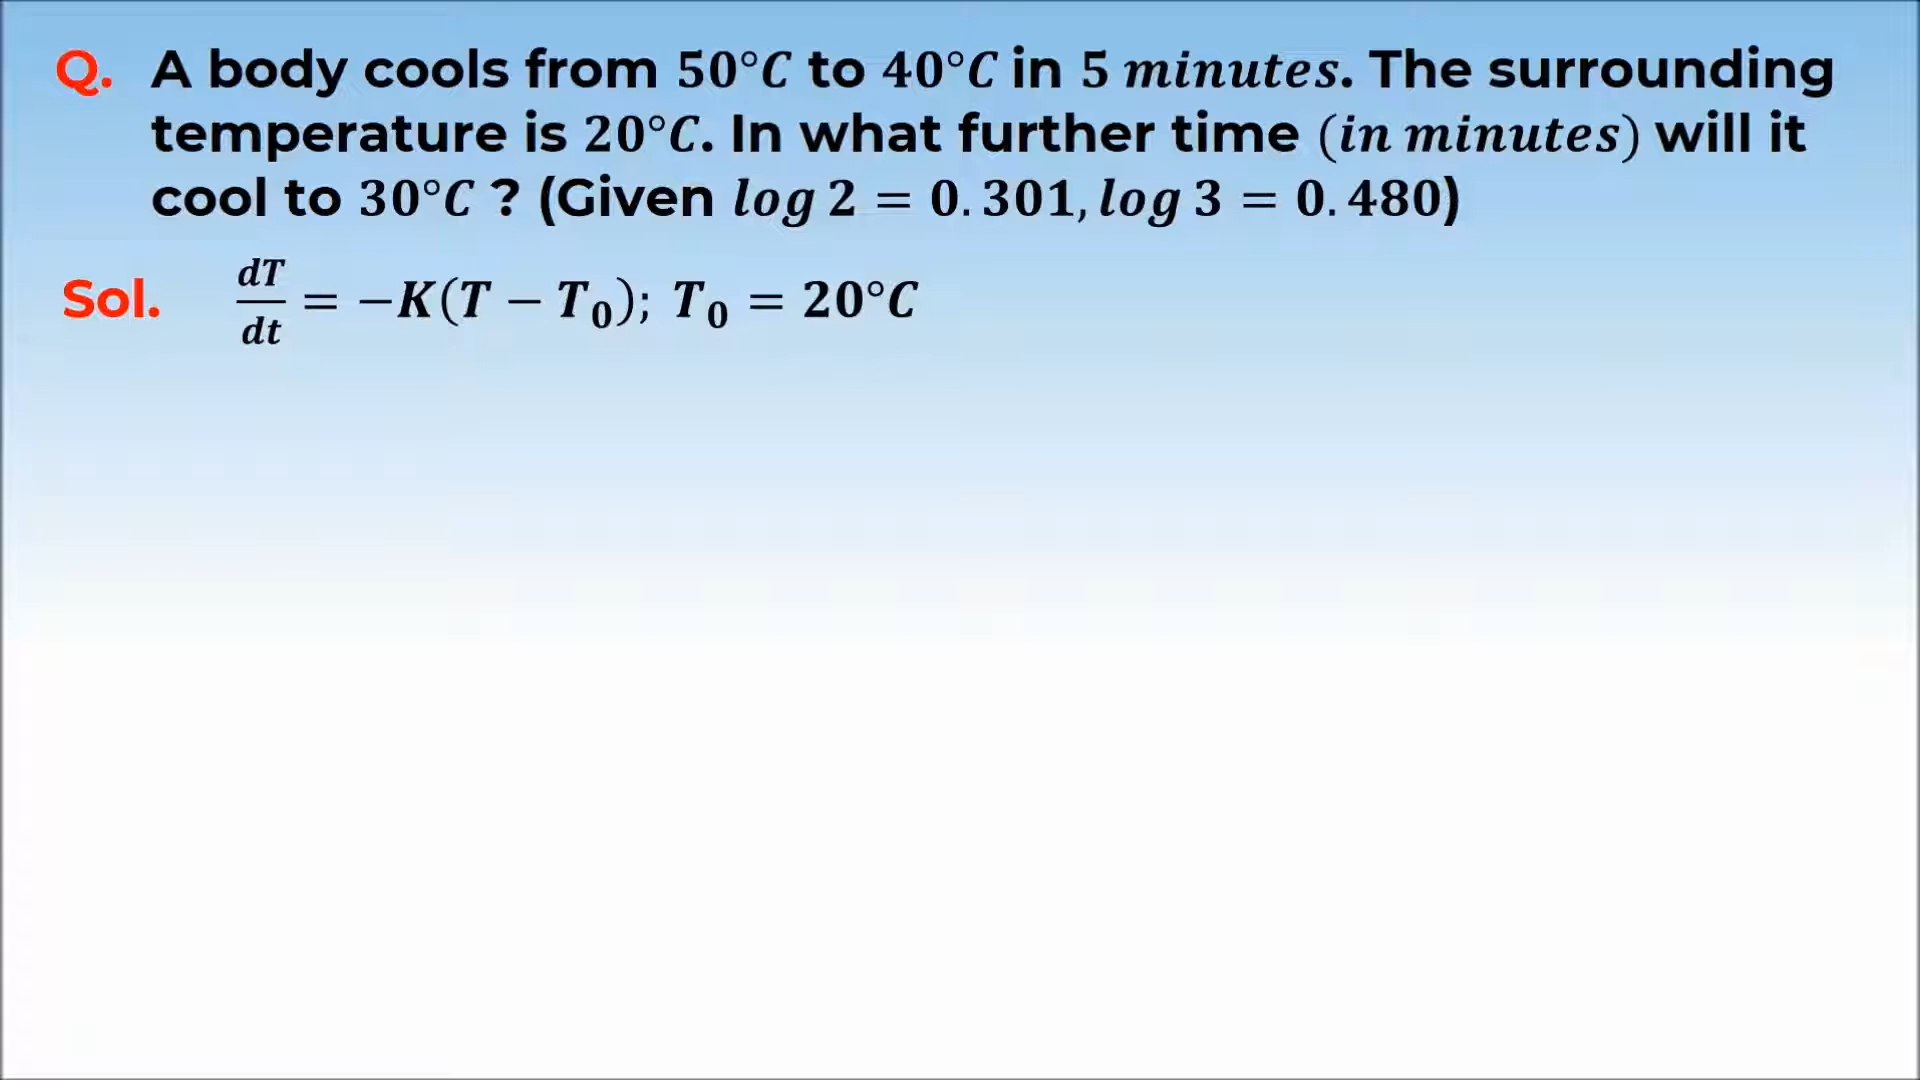 Q. A body cools from 50°C to 40°C in 5 minutes. The surrounding
temperature is 20°C. In what further time (in minutes) will it
cool to 30°C ? (Given log 2 = 0.301, log 3 = 0.480)
Sol. dT/dt = −K(T − T₀); T₀ = 20°C